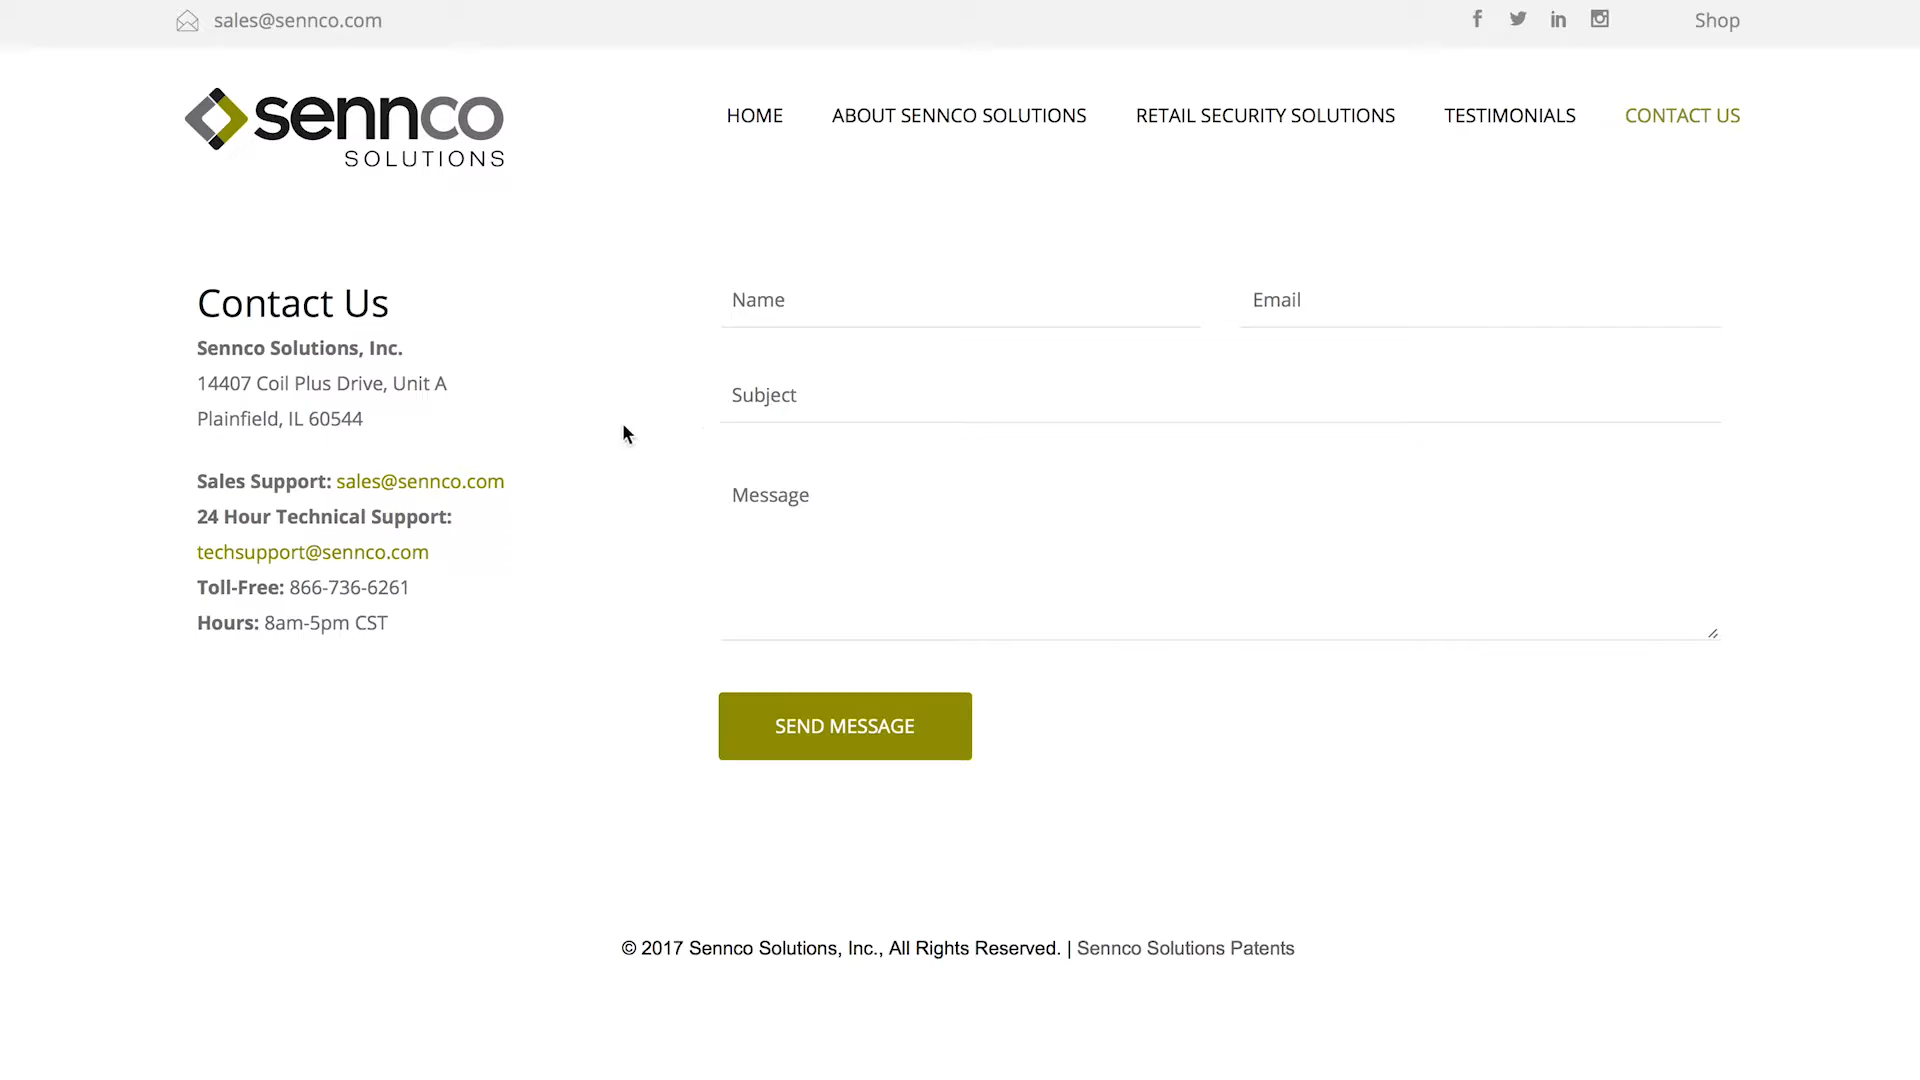 sales@sennco.com
Shop
sennco
SOLUTIONS
HOME ABOUT SENNCO SOLUTIONS RETAIL SECURITY SOLUTIONS TESTIMONIALS CONTACT US
Contact Us
Sennco Solutions, Inc.
14407 Coil Plus Drive, Unit A
Plainfield, IL 60544
Sales Support: sales@sennco.com
24 Hour Technical Support:
techsupport@sennco.com
Toll-Free: 866-736-6261
Hours: 8am-5pm CST
Name
Email
Subject
Message
SEND MESSAGE
© 2017 Sennco Solutions, Inc., All Rights Reserved. | Sennco Solutions Patents